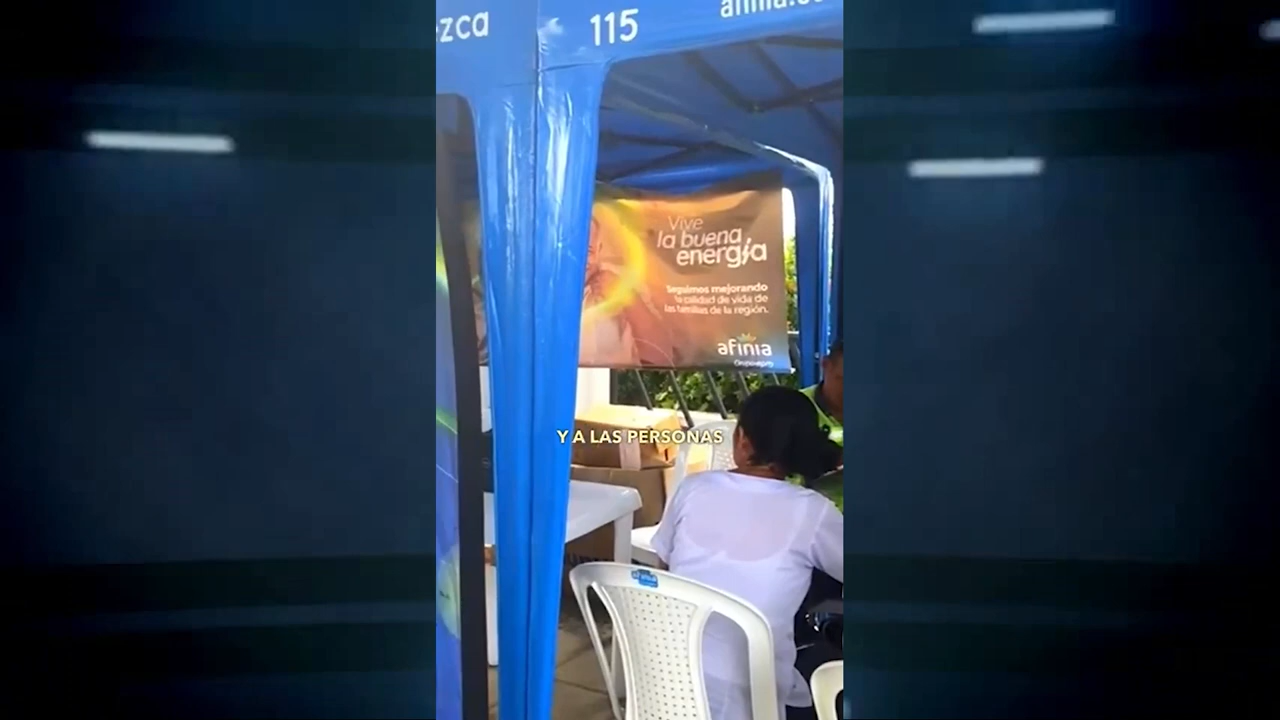 115
Vive
la buena
energía
Seguimos mejorando
la calidad de vida de
las familias de la región.
afinia
Y A LAS PERSONAS